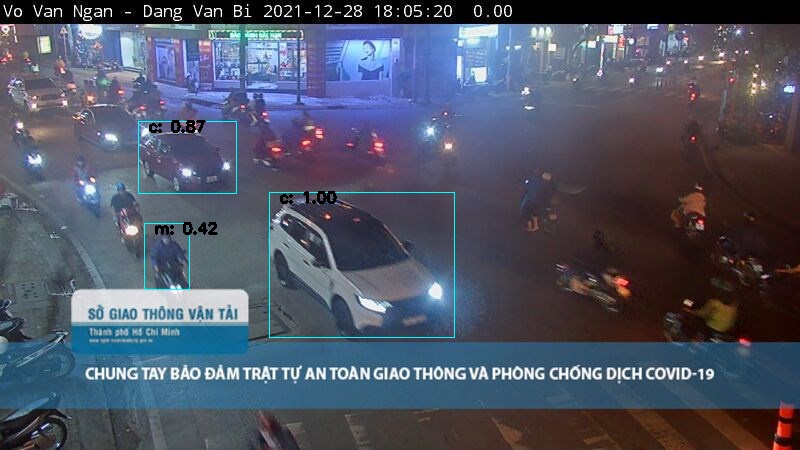 Vo Van Ngan - Dang Van Bi 2021-12-28 18:05:20 0.00
c: 0.87
c: 1.00
m: 0.42
SỞ GIAO THÔNG VẬN TẢI
Thành phố Hồ Chí Minh
CHUNG TAY BẢO ĐẢM TRẬT TỰ AN TOÀN GIAO THÔNG VÀ PHÒNG CHỐNG DỊCH COVID-19